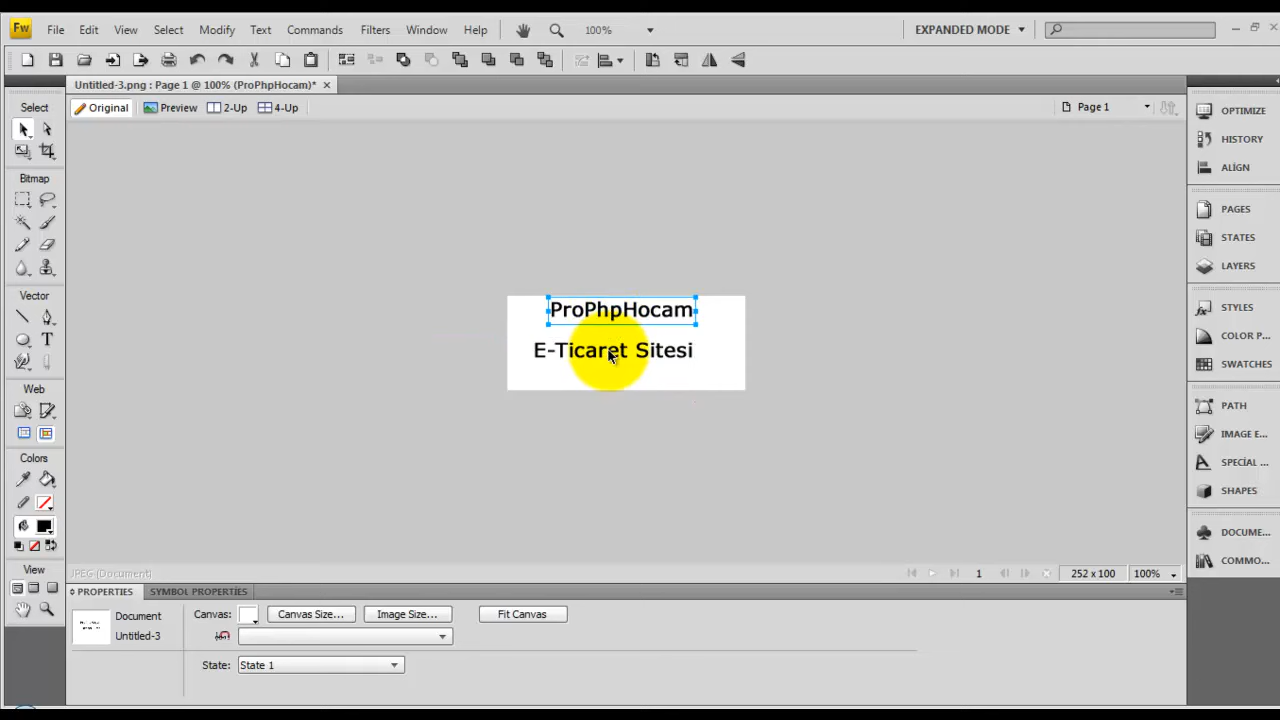 Fw File Edit View Select Modify Text Commands Filters Window Help 100% EXPANDED MODE
Untitled-3.png : Page 1 @ 100% (ProPhpHocam)*
Original Preview 2-Up 4-Up Page 1
Select
Bitmap
Vector
Web
Colors
View
ProPhpHocam
E-Ticaret Sitesi
OPTIMIZE
HISTORY
ALIGN
PAGES
STATES
LAYERS
STYLES
COLOR P...
SWATCHES
PATH
IMAGE E...
SPECİAL ...
SHAPES
DOCUME...
COMMO...
JPEG (Document) 1 252 x 100 100%
PROPERTIES SYMBOL PROPERTİES
Document
Untitled-3
Canvas: Canvas Size... Image Size... Fit Canvas
State: State 1